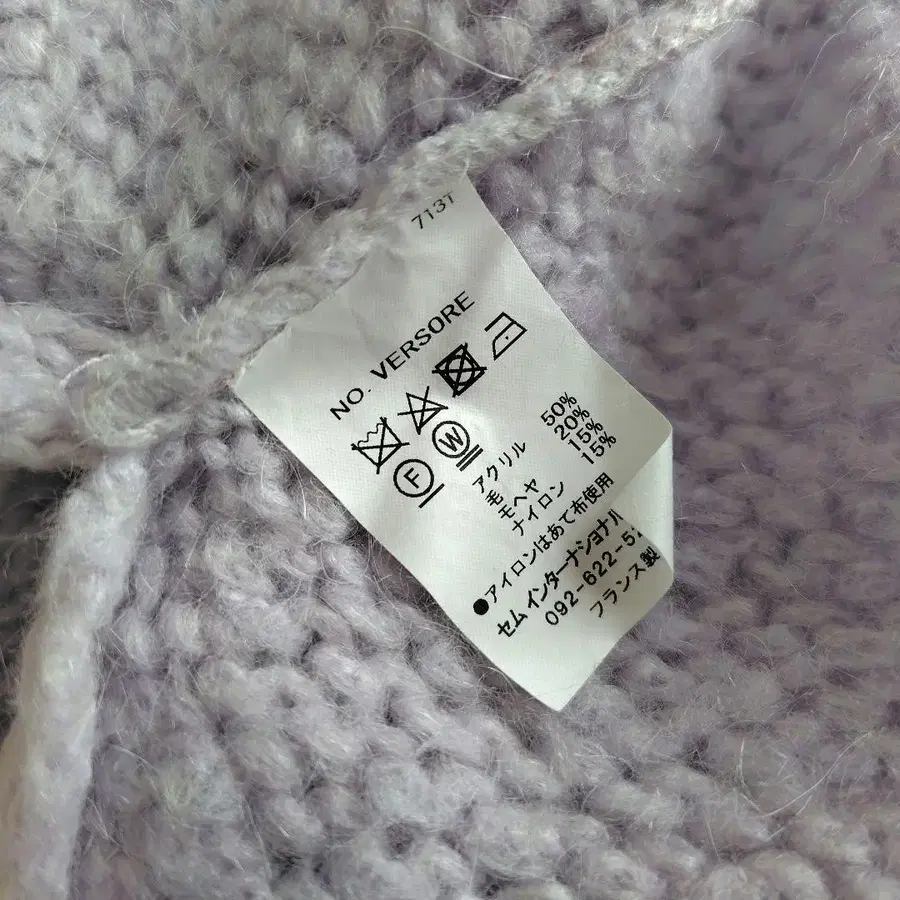 713T
NO. VERSORE
F W
アクリル 50%
毛 20%
モヘヤ 15%
ナイロン 15%
●アイロンはあて布使用
セム インターナショナル
092-622-5
フランス製